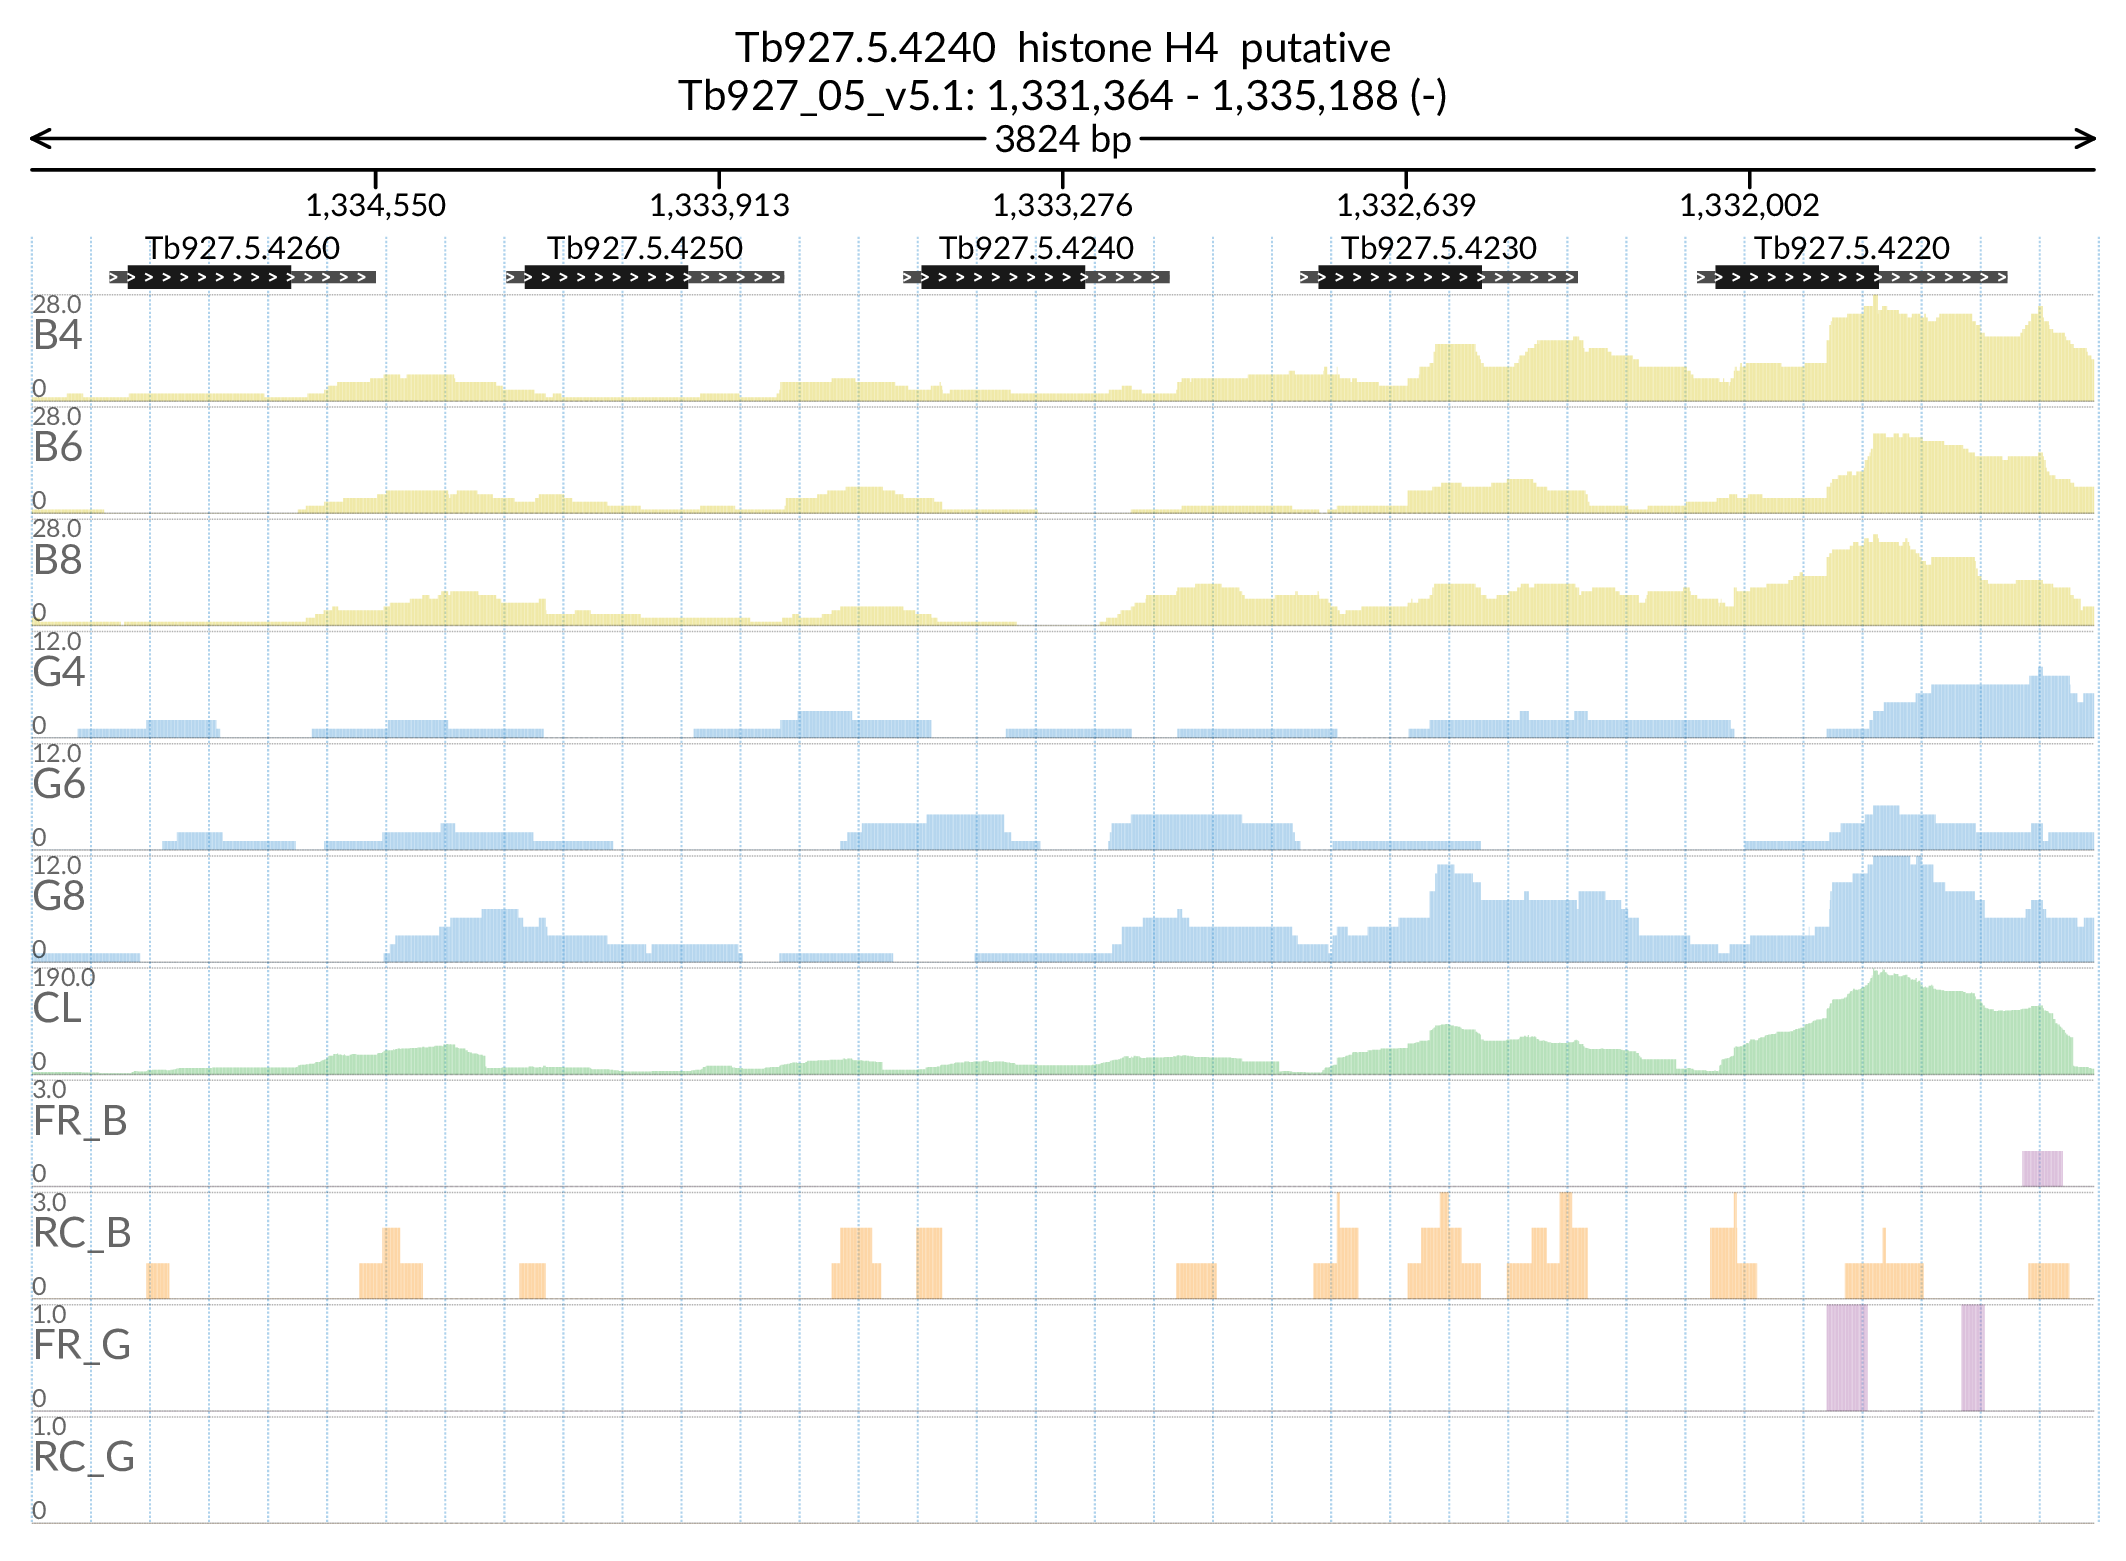 Tb927.5.4240 histone H4 putative
Tb927_05_v5.1: 1,331,364 - 1,335,188 (-)
3824 bp
1,334,550 1,333,913 1,333,276 1,332,639 1,332,002
Tb927.5.4260 Tb927.5.4250 Tb927.5.4240 Tb927.5.4230 Tb927.5.4220
28.0
B4
0
28.0
B6
0
28.0
B8
0
12.0
G4
0
12.0
G6
0
12.0
G8
0
190.0
CL
0
3.0
FR_B
0
3.0
RC_B
0
1.0
FR_G
0
1.0
RC_G
0